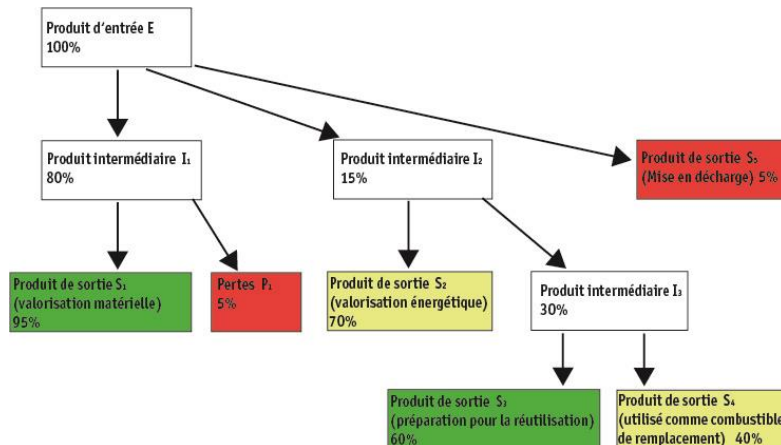 Produit d'entrée E
100%
Produit intermédiaire I₁
80%
Produit intermédiaire I₂
15%
Produit de sortie S₅
(Mise en décharge) 5%
Produit de sortie S₁
(valorisation matérielle)
95%
Pertes P₁
5%
Produit de sortie S₂
(valorisation énergétique)
70%
Produit intermédiaire I₃
30%
Produit de sortie S₃
(préparation pour la réutilisation)
60%
Produit de sortie S₄
(utilisé comme combustible
de remplacement) 40%